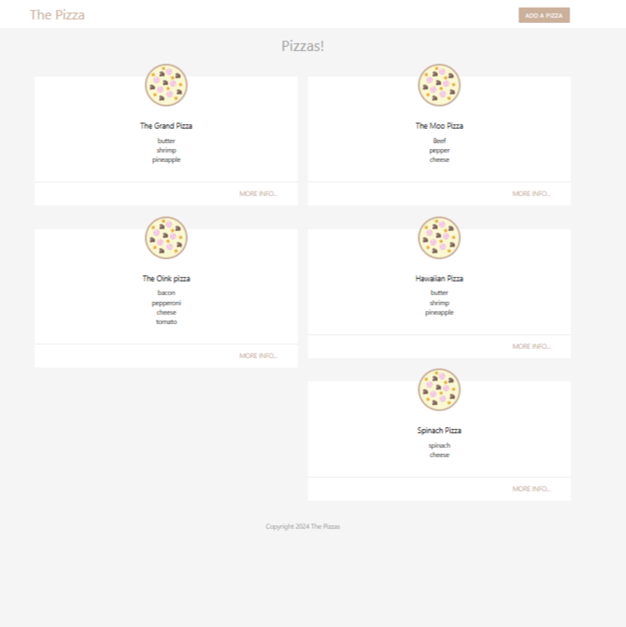 The Pizza
ADD A PIZZA
Pizzas!
The Grand Pizza
butter
shrimp
pineapple
MORE INFO...
The Moo Pizza
Beef
pepper
cheese
MORE INFO...
The Oink pizza
bacon
pepperoni
cheese
tomato
MORE INFO...
Hawaiian Pizza
butter
shrimp
pineapple
MORE INFO...
Spinach Pizza
spinach
cheese
MORE INFO...
Copyright 2024 The Pizzas